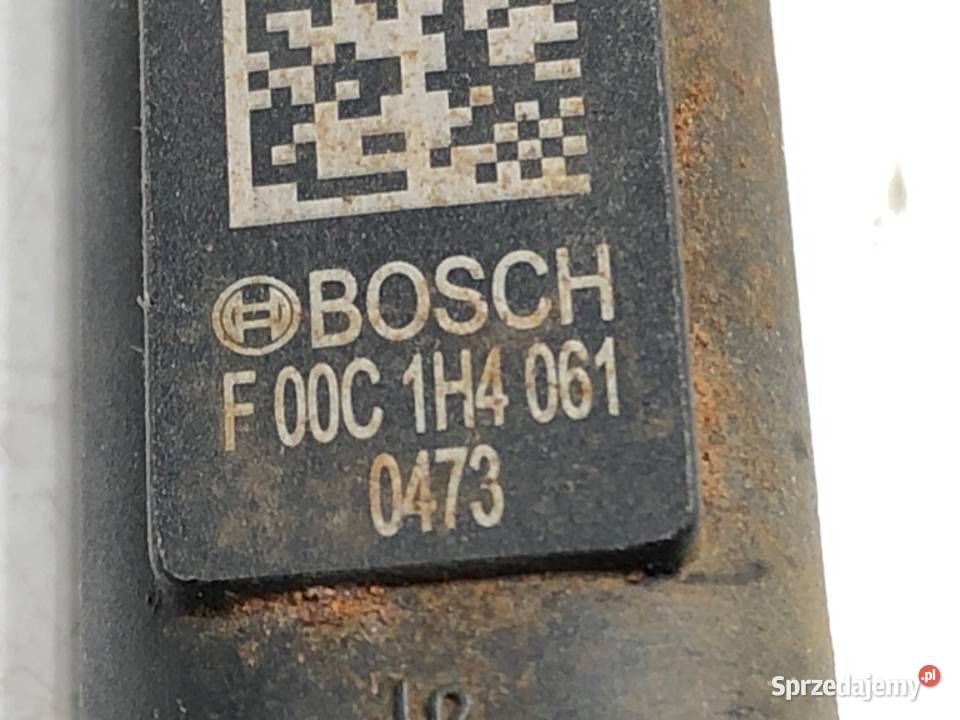 BOSCH
F 00C 1H4 061
0473
Sprzedajemy.pl